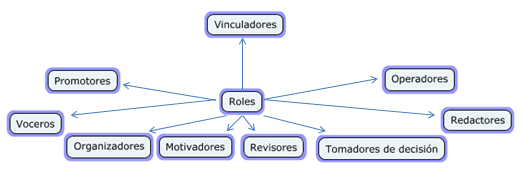 Vinculadores
Promotores
Operadores
Roles
Voceros
Redactores
Organizadores
Motivadores
Revisores
Tomadores de decisión